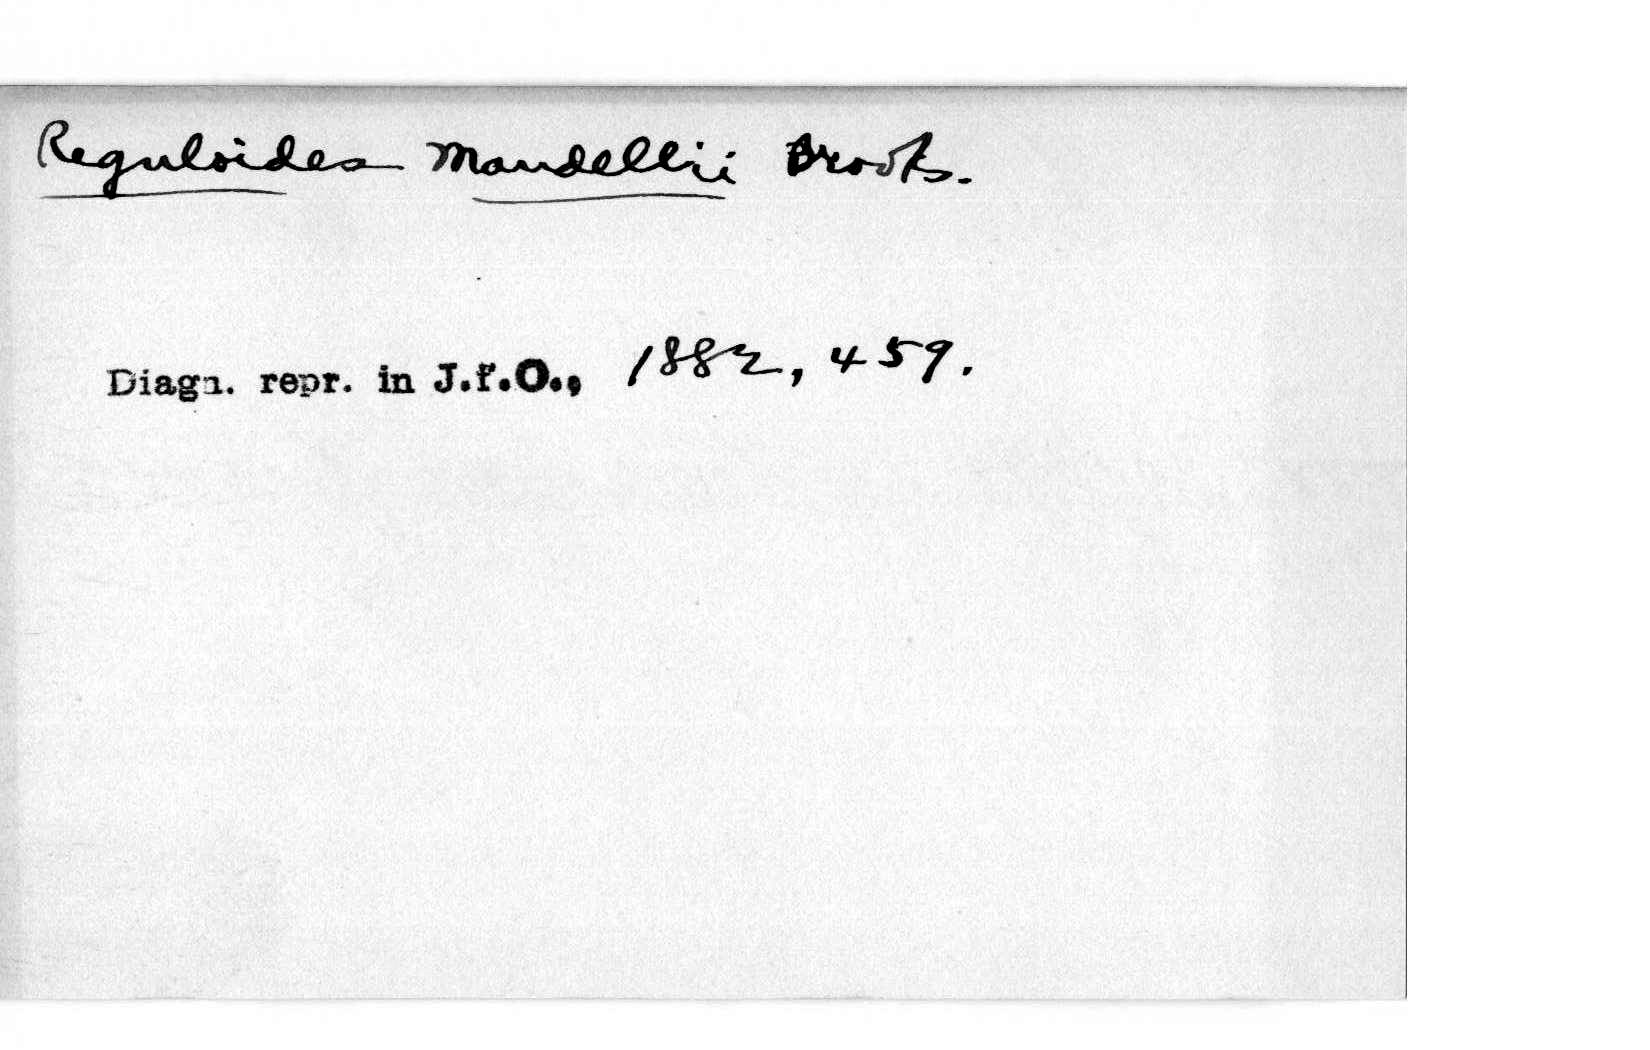 Reguloides Mandellii Brooks.
Diagn. repr. in J.f.O., 1882, 459.